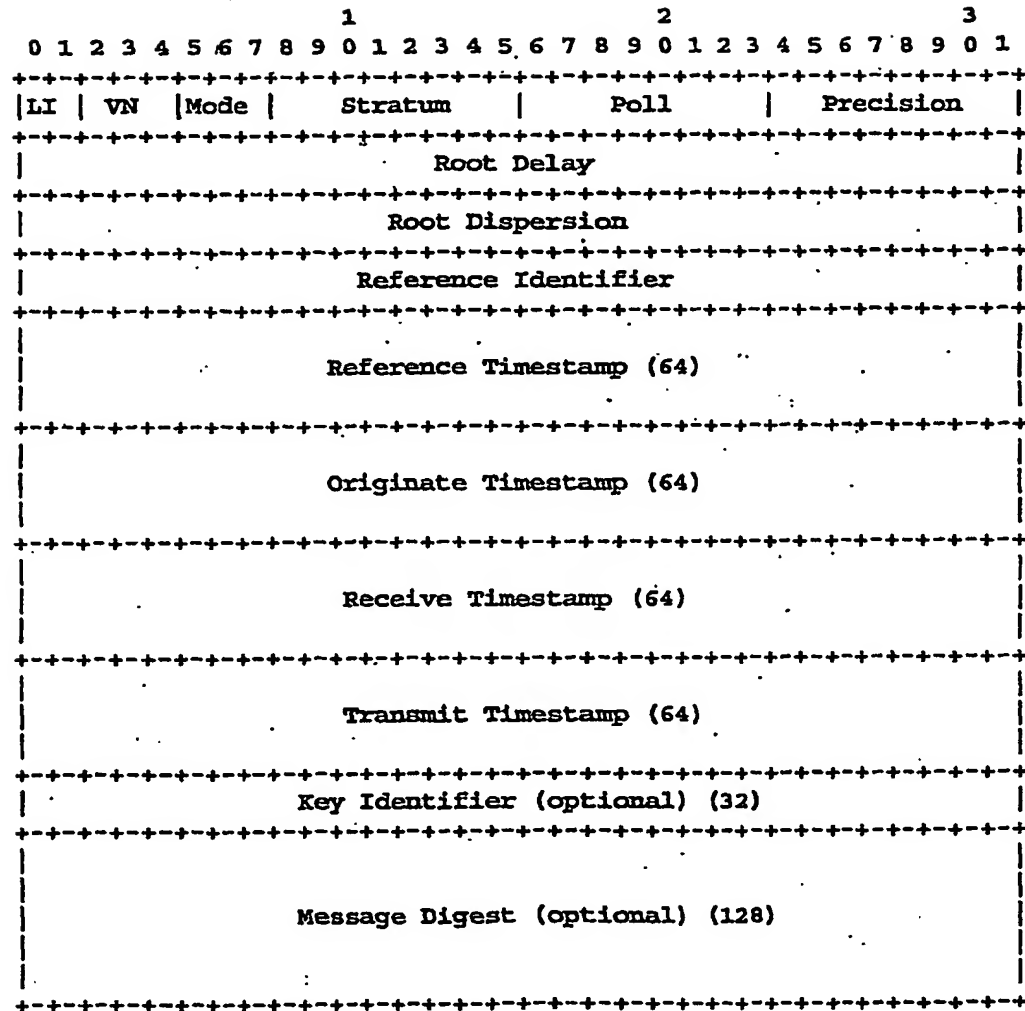 1                   2                   3
 0 1 2 3 4 5 6 7 8 9 0 1 2 3 4 5 6 7 8 9 0 1 2 3 4 5 6 7 8 9 0 1
+-+-+-+-+-+-+-+-+-+-+-+-+-+-+-+-+-+-+-+-+-+-+-+-+-+-+-+-+-+-+-+-+
|LI | VN |Mode | Stratum | Poll | Precision |
+-+-+-+-+-+-+-+-+-+-+-+-+-+-+-+-+-+-+-+-+-+-+-+-+-+-+-+-+-+-+-+-+
| Root Delay |
+-+-+-+-+-+-+-+-+-+-+-+-+-+-+-+-+-+-+-+-+-+-+-+-+-+-+-+-+-+-+-+-+
| Root Dispersion |
+-+-+-+-+-+-+-+-+-+-+-+-+-+-+-+-+-+-+-+-+-+-+-+-+-+-+-+-+-+-+-+-+
| Reference Identifier |
+-+-+-+-+-+-+-+-+-+-+-+-+-+-+-+-+-+-+-+-+-+-+-+-+-+-+-+-+-+-+-+-+
| Reference Timestamp (64) |
+-+-+-+-+-+-+-+-+-+-+-+-+-+-+-+-+-+-+-+-+-+-+-+-+-+-+-+-+-+-+-+-+
| Originate Timestamp (64) |
+-+-+-+-+-+-+-+-+-+-+-+-+-+-+-+-+-+-+-+-+-+-+-+-+-+-+-+-+-+-+-+-+
| Receive Timestamp (64) |
+-+-+-+-+-+-+-+-+-+-+-+-+-+-+-+-+-+-+-+-+-+-+-+-+-+-+-+-+-+-+-+-+
| Transmit Timestamp (64) |
+-+-+-+-+-+-+-+-+-+-+-+-+-+-+-+-+-+-+-+-+-+-+-+-+-+-+-+-+-+-+-+-+
| Key Identifier (optional) (32) |
+-+-+-+-+-+-+-+-+-+-+-+-+-+-+-+-+-+-+-+-+-+-+-+-+-+-+-+-+-+-+-+-+
| Message Digest (optional) (128) |
+-+-+-+-+-+-+-+-+-+-+-+-+-+-+-+-+-+-+-+-+-+-+-+-+-+-+-+-+-+-+-+-+